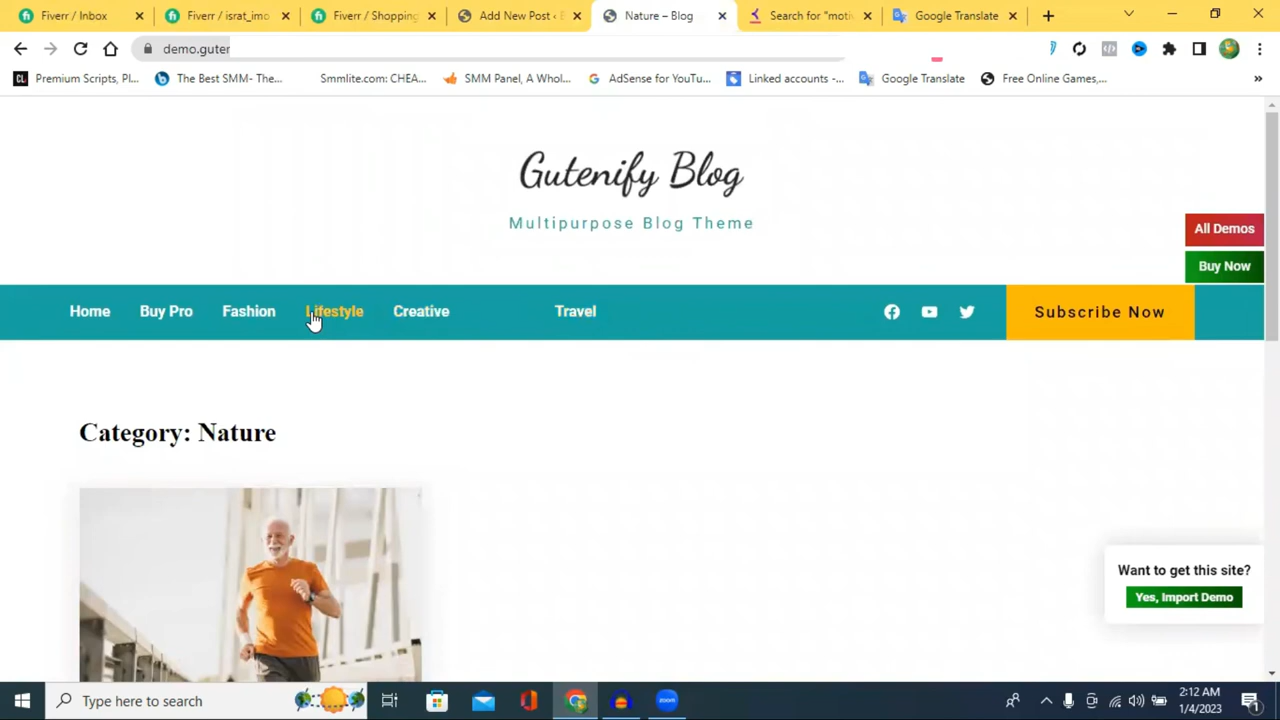 Fiverr / Inbox
Fiverr / israt_imo
Fiverr / Shopping
Add New Post ‹
Nature – Blog
Search for "moti
Google Translate
demo.guter
Premium Scripts, Pl...
The Best SMM- The...
Smmlite.com: CHEA...
SMM Panel, A Whol...
AdSense for YouTu...
Linked accounts -...
Google Translate
Free Online Games,...
Gutenify Blog
Multipurpose Blog Theme
All Demos
Buy Now
Home
Buy Pro
Fashion
Lifestyle
Creative
Travel
Subscribe Now
Category: Nature
Want to get this site?
Yes, Import Demo
Type here to search
zoom
2:12 AM
1/4/2023